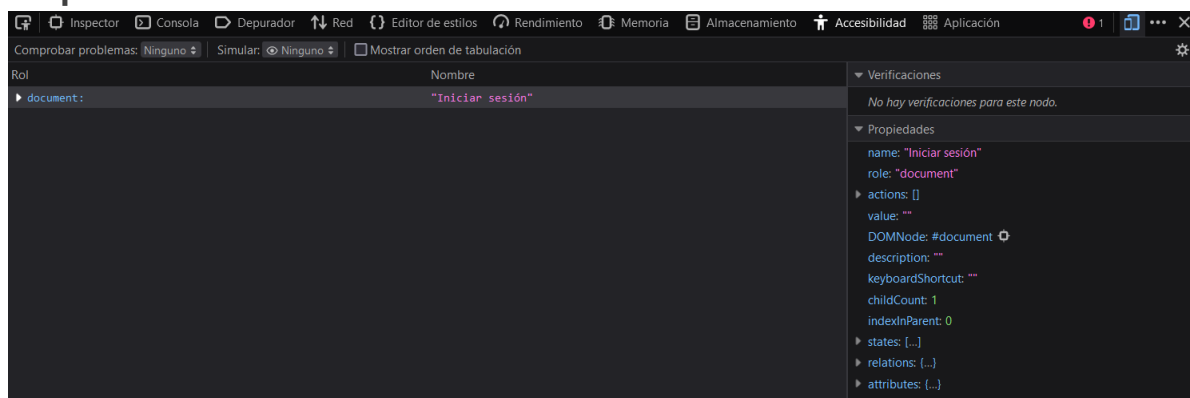 Inspector Consola Depurador Red Editor de estilos Rendimiento Memoria Almacenamiento Accesibilidad Aplicación 1
Comprobar problemas: Ninguno Simular: Ninguno Mostrar orden de tabulación
Rol Nombre
document: "Iniciar sesión"
Verificaciones
No hay verificaciones para este nodo.
Propiedades
name: "Iniciar sesión"
role: "document"
actions: []
value: ""
DOMNode: #document
description: ""
keyboardShortcut: ""
childCount: 1
indexInParent: 0
states: […]
relations: {…}
attributes: {…}